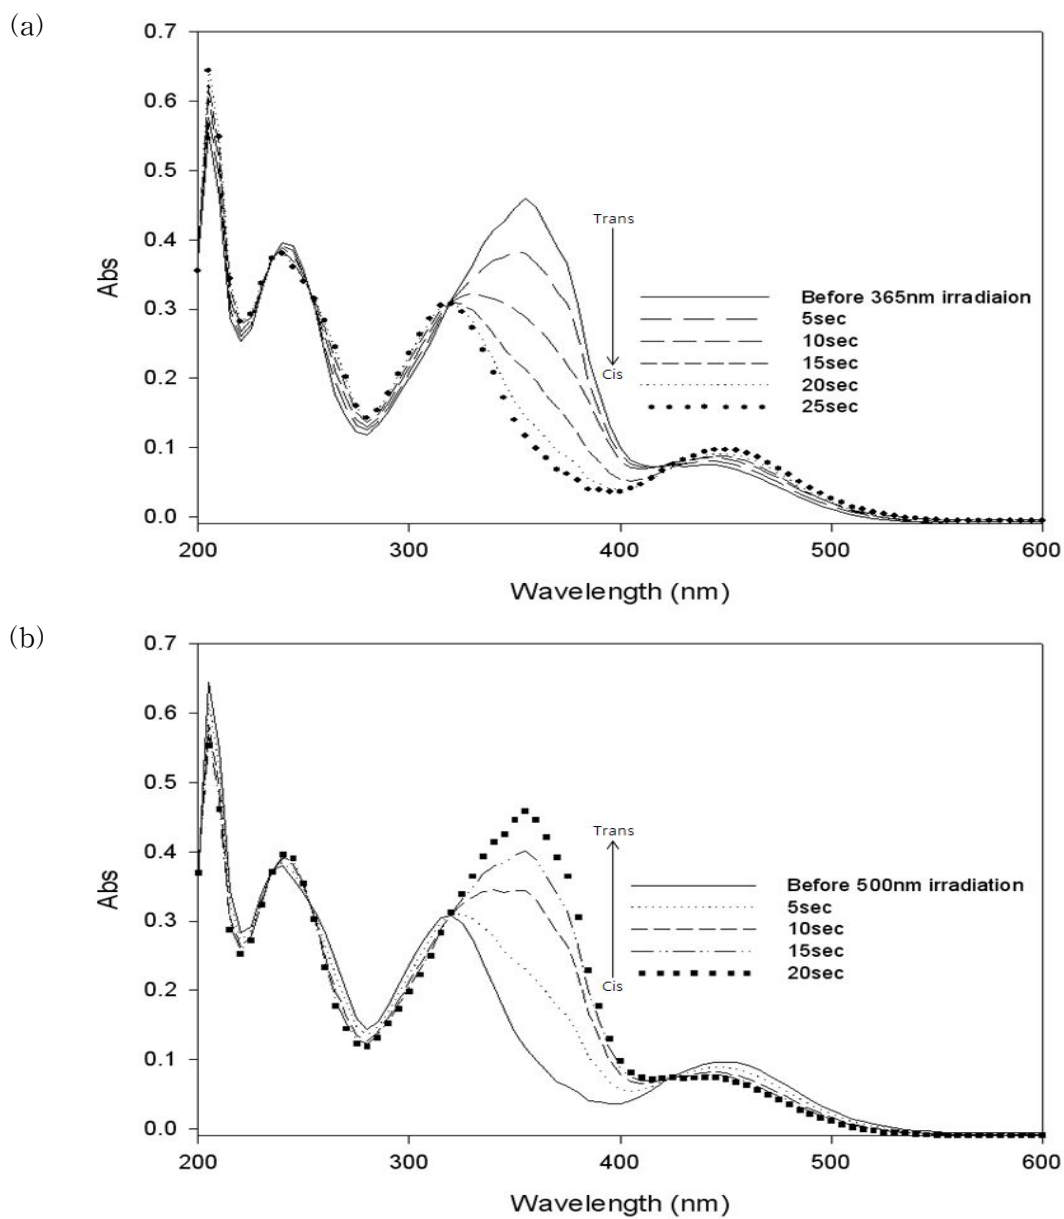 (a)
0.7
0.6
0.5
0.4
0.3
0.2
0.1
0.0
Abs
Trans
Cis
Before 365nm irradiaion
5sec
10sec
15sec
20sec
25sec
200 300 400 500 600
Wavelength (nm)
(b)
0.7
0.6
0.5
0.4
0.3
0.2
0.1
0.0
Abs
Trans
Cis
Before 500nm irradiation
5sec
10sec
15sec
20sec
200 300 400 500 600
Wavelength (nm)